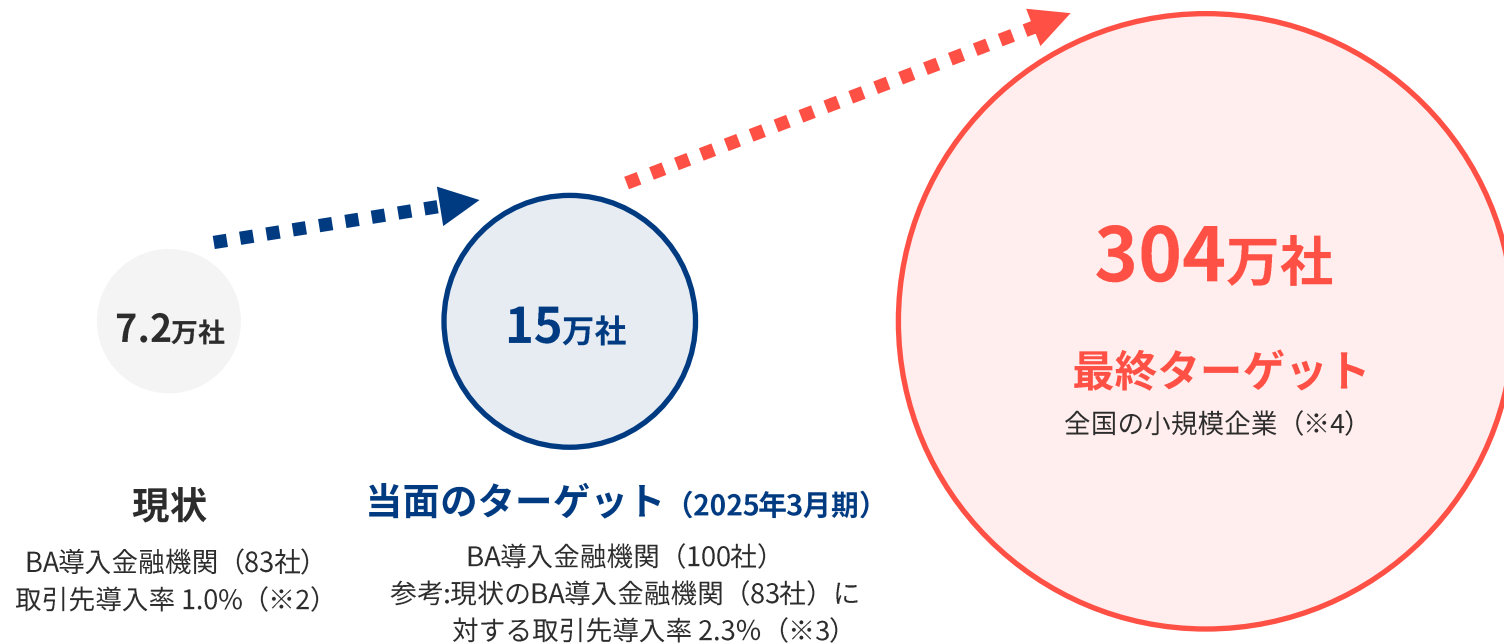 7.2万社
現状
BA導入金融機関（83社）
取引先導入率 1.0%（※2）
15万社
当面のターゲット（2025年3月期）
BA導入金融機関（100社）
参考:現状のBA導入金融機関（83社）に
対する取引先導入率 2.3%（※3）
304万社
最終ターゲット
全国の小規模企業（※4）